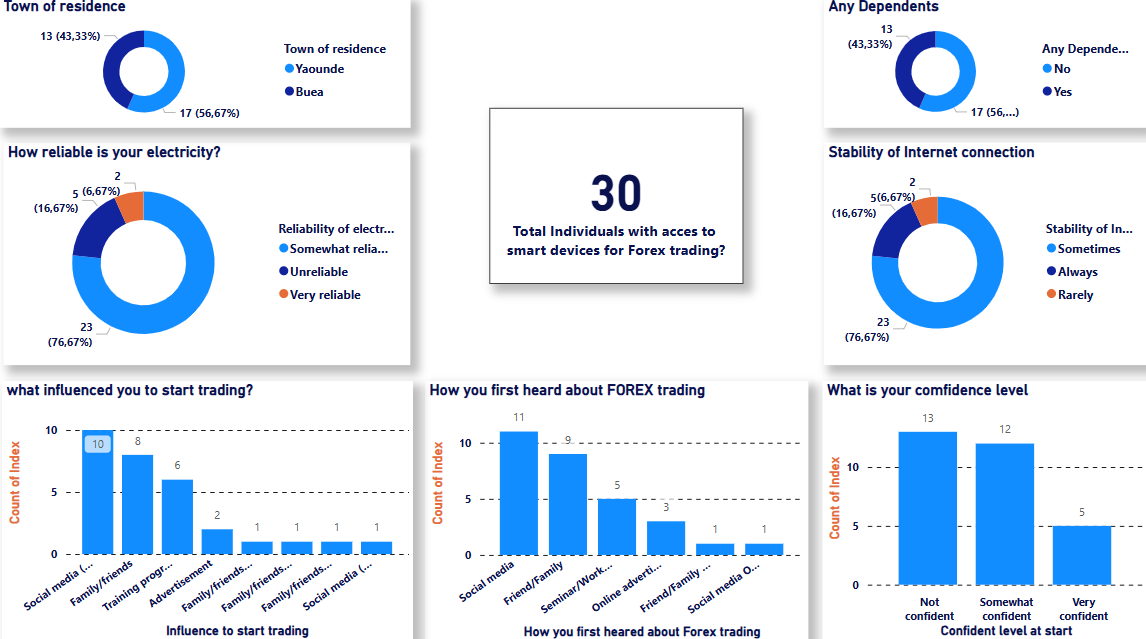 Town of residence
13 (43,33%)
17 (56,67%)
Town of residence
Yaounde
Buea
Any Dependents
13
(43,33%)
17 (56,...)
Any Depende...
No
Yes
How reliable is your electricity?
2
(6,67%)
5
(16,67%)
23
(76,67%)
Reliability of electr...
Somewhat relia...
Unreliable
Very reliable
30
Total Individuals with acces to
smart devices for Forex trading?
Stability of Internet connection
2
(6,67%)
5
(16,67%)
23
(76,67%)
Stability of In...
Sometimes
Always
Rarely
what influenced you to start trading?
Count of Index
10
5
0
10
8
6
2
1
1
1
1
Social media (...
Family/friends
Training progr...
Advertisement
Family/friends...
Family/friends...
Family/friends...
Social media (...
Influence to start trading
How you first heard about FOREX trading
Count of Index
10
5
0
11
9
5
3
1
1
Social media
Friend/Family
Seminar/Work...
Online adverti...
Friend/Family ...
Social media O...
How you first heared about Forex trading
What is your comfidence level
Count of Index
10
5
0
13
12
5
Not
confident
Somewhat
confident
Very
confident
Confident level at start